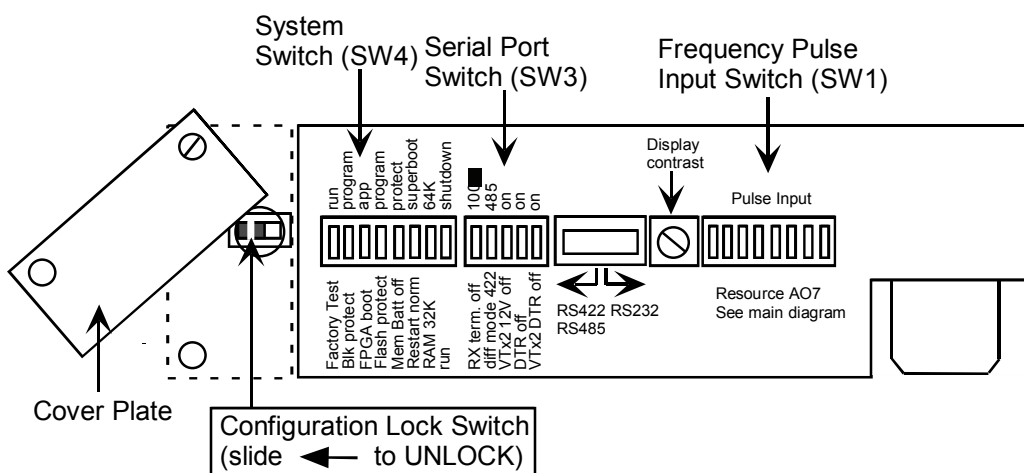 System
Switch (SW4)
Serial Port
Switch (SW3)
Frequency Pulse
Input Switch (SW1)
run
program
app
program
protect
superboot
64K
shutdown
100
485
on
on
on
Display
contrast
Pulse Input
Factory Test
Blk protect
FPGA boot
Flash protect
Mem Batt off
Restart norm
RAM 32K
run
RX term. off
diff mode 422
VTx2 12V off
DTR off
VTx2 DTR off
RS422 RS232
RS485
Resource AO7
See main diagram
Cover Plate
Configuration Lock Switch
(slide to UNLOCK)